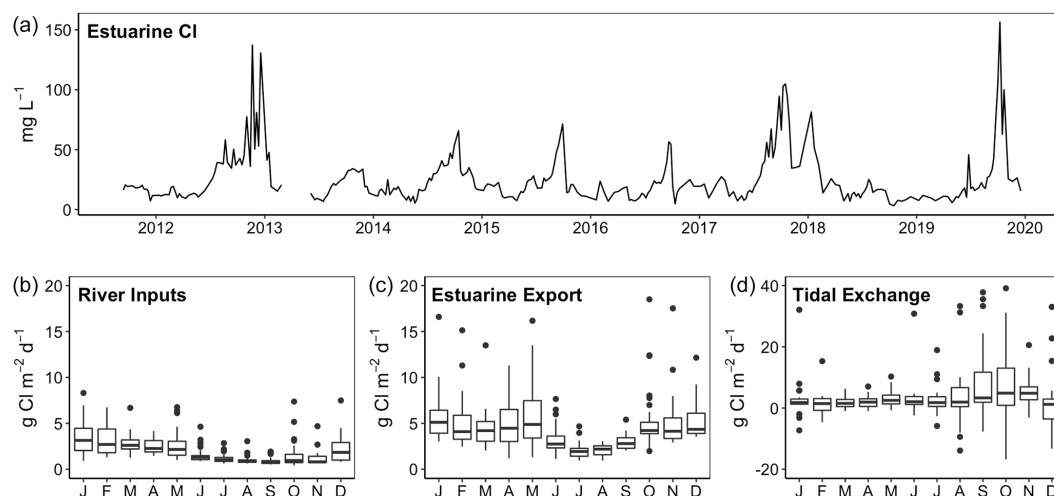 (a)
Estuarine Cl
mg L⁻¹
150
100
50
0
2012 2013 2014 2015 2016 2017 2018 2019 2020
(b)
River Inputs
g Cl m⁻² d⁻¹
20
15
10
5
0
J F M A M J J A S O N D
(c)
Estuarine Export
g Cl m⁻² d⁻¹
20
15
10
5
0
J F M A M J J A S O N D
(d)
Tidal Exchange
g Cl m⁻² d⁻¹
40
20
0
-20
J F M A M J J A S O N D